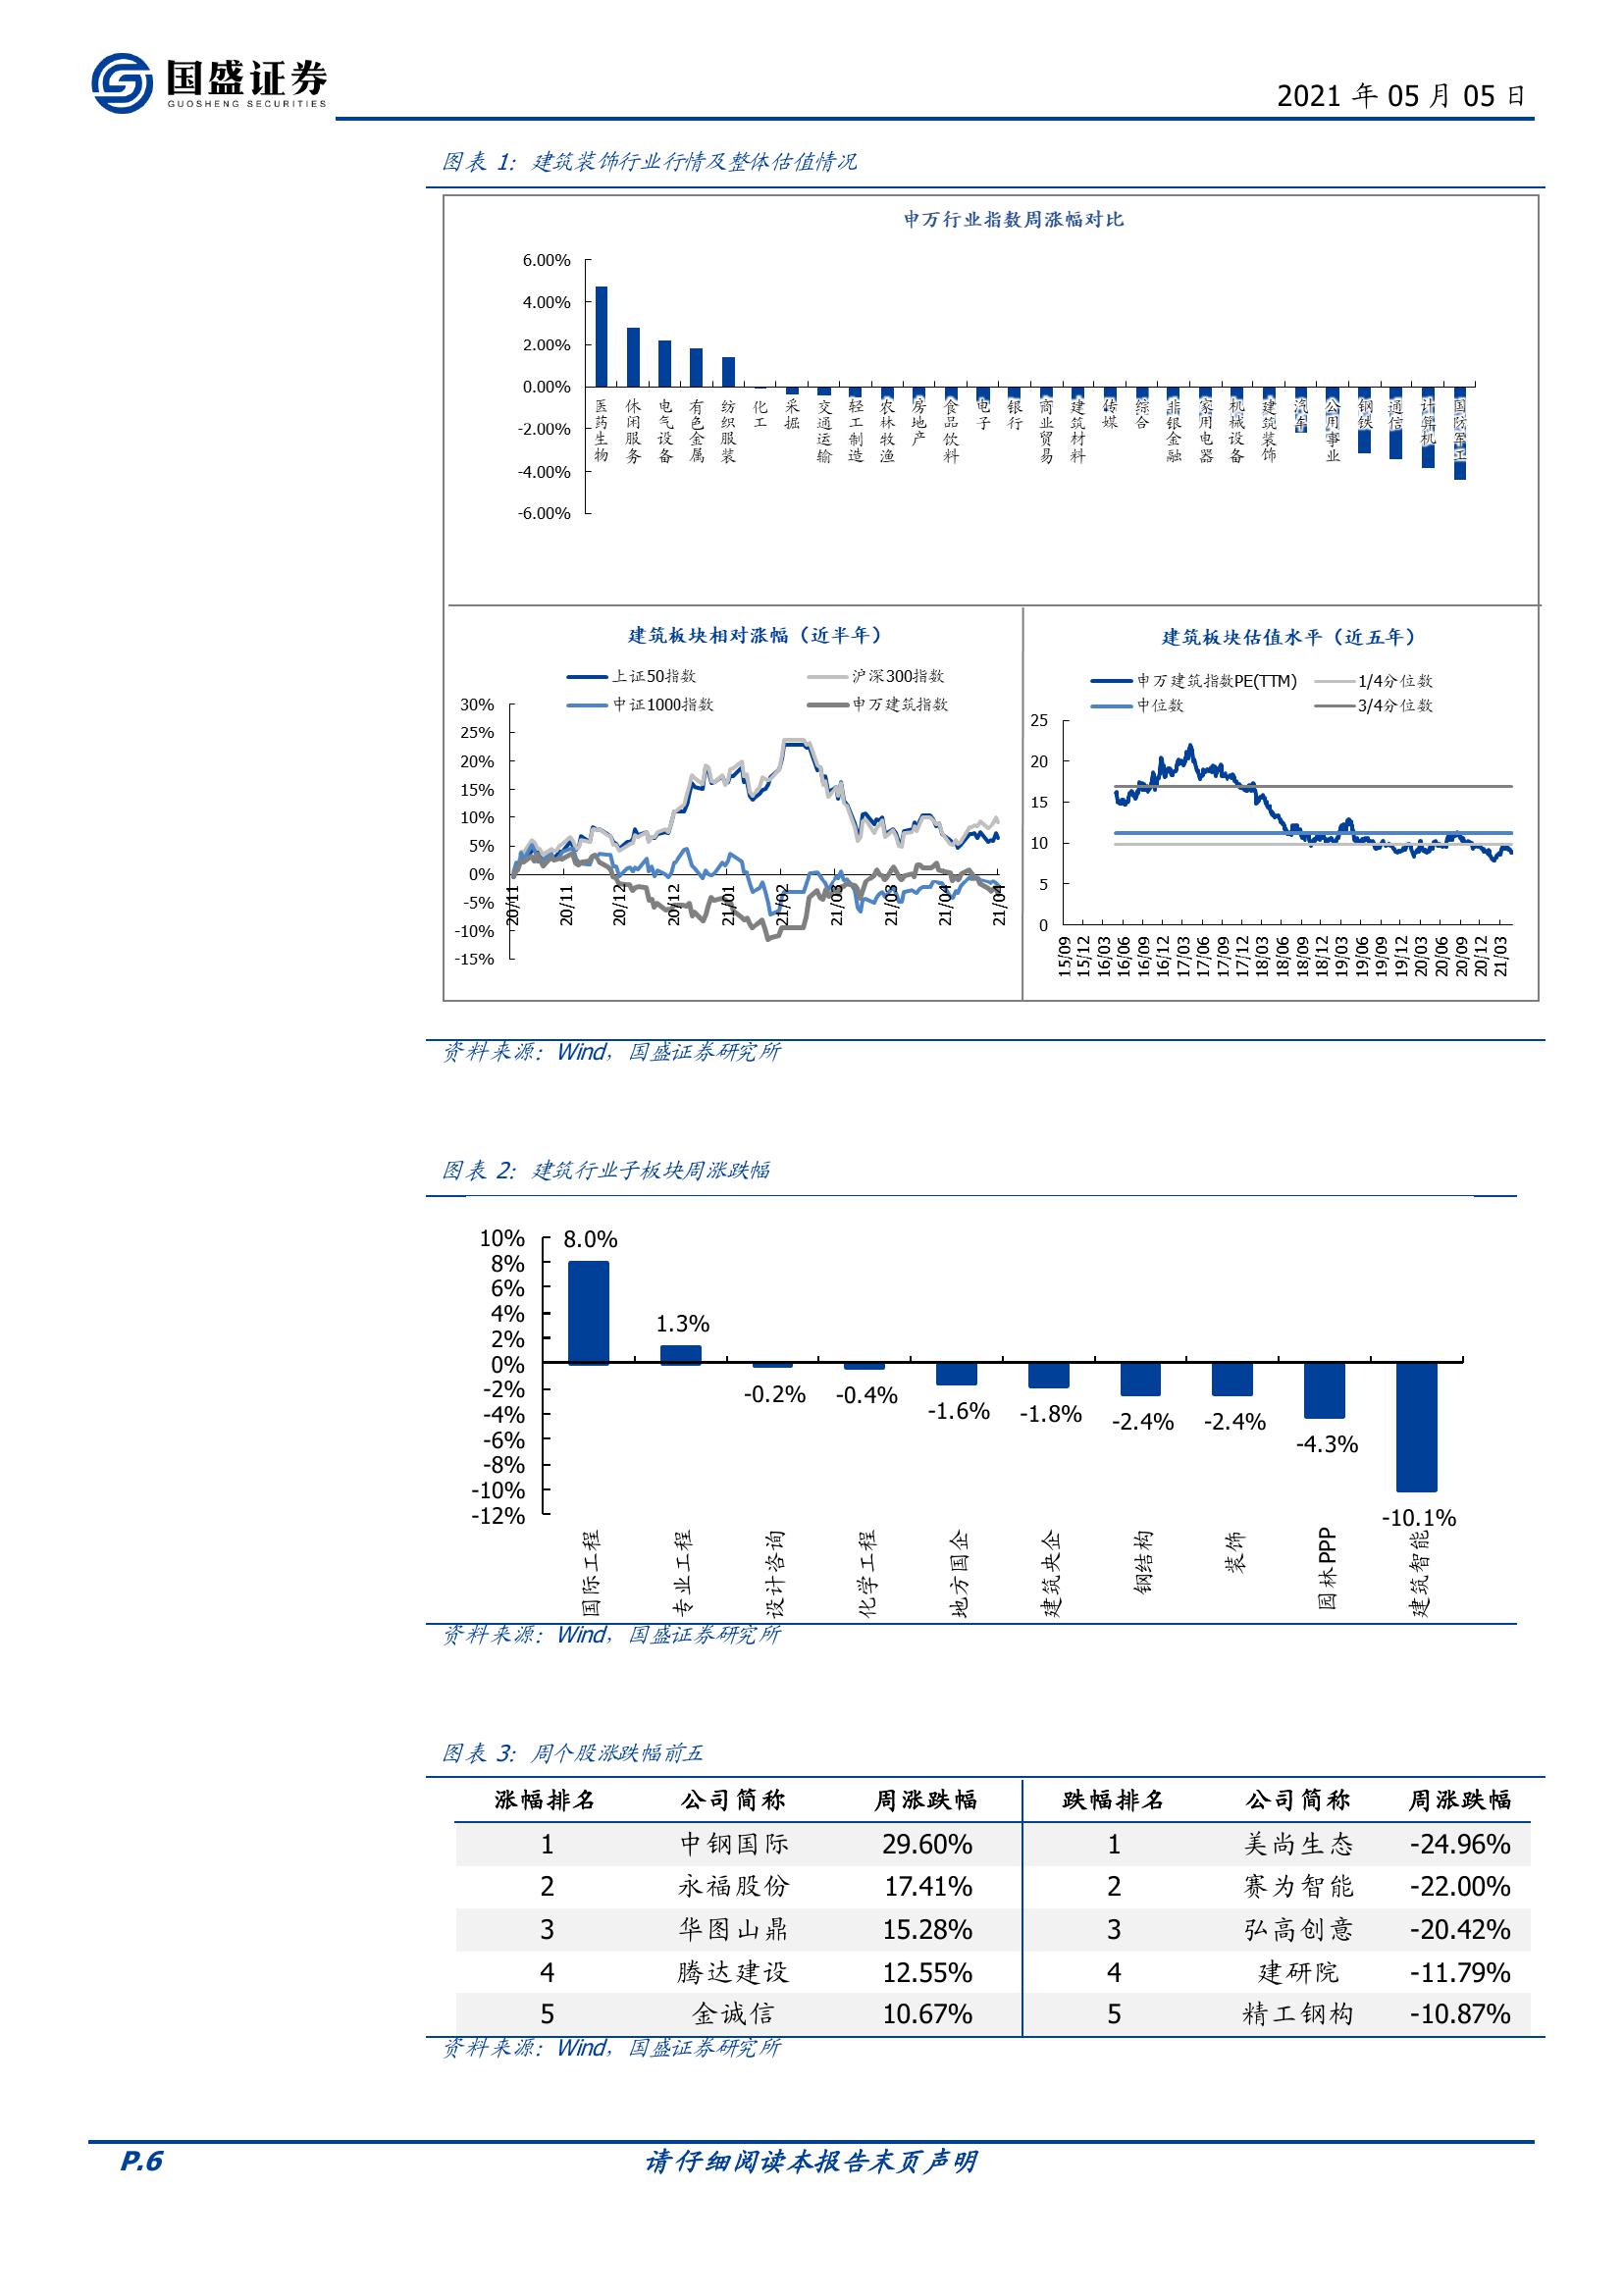 国盛证券
GUOSHENG SECURITIES
2021 年 05 月 05 日
图表 1：建筑装饰行业行情及整体估值情况
申万行业指数周涨幅对比
6.00%
4.00%
2.00%
0.00%
-2.00%
-4.00%
-6.00%
医药生物
休闲服务
电气设备
有色金属
纺织服装
化工
采掘
交通运输
轻工制造
农林牧渔
房地产
食品饮料
电子
银行
商业贸易
建筑材料
传媒
综合
非银金融
家用电器
机械设备
建筑装饰
汽车
公用事业
钢铁
通信
计算机
国防军工
建筑板块相对涨幅（近半年）
上证50指数 沪深300指数
中证1000指数 申万建筑指数
30%
25%
20%
15%
10%
5%
0%
-5%
-10%
-15%
20/11 20/11 20/12 20/12 21/01 21/02 21/03 21/03 21/04 21/04
建筑板块估值水平（近五年）
申万建筑指数PE(TTM) 1/4分位数
中位数 3/4分位数
25
20
15
10
5
0
15/09 15/12 16/03 16/06 16/09 16/12 17/03 17/06 17/09 17/12 18/03 18/06 18/09 18/12 19/03 19/06 19/09 19/12 20/03 20/06 20/09 20/12 21/03
资料来源：Wind，国盛证券研究所
图表 2：建筑行业子板块周涨跌幅
10%
8%
6%
4%
2%
0%
-2%
-4%
-6%
-8%
-10%
-12%
8.0% 1.3% -0.2% -0.4% -1.6% -1.8% -2.4% -2.4% -4.3% -10.1%
国际工程 专业工程 设计咨询 化学工程 地方国企 建筑央企 钢结构 装饰 园林PPP 建筑智能
资料来源：Wind，国盛证券研究所
图表 3：周个股涨跌幅前五
涨幅排名 公司简称 周涨跌幅 跌幅排名 公司简称 周涨跌幅
1 中钢国际 29.60% 1 美尚生态 -24.96%
2 永福股份 17.41% 2 赛为智能 -22.00%
3 华图山鼎 15.28% 3 弘高创意 -20.42%
4 腾达建设 12.55% 4 建研院 -11.79%
5 金诚信 10.67% 5 精工钢构 -10.87%
资料来源：Wind，国盛证券研究所
P.6 请仔细阅读本报告末页声明